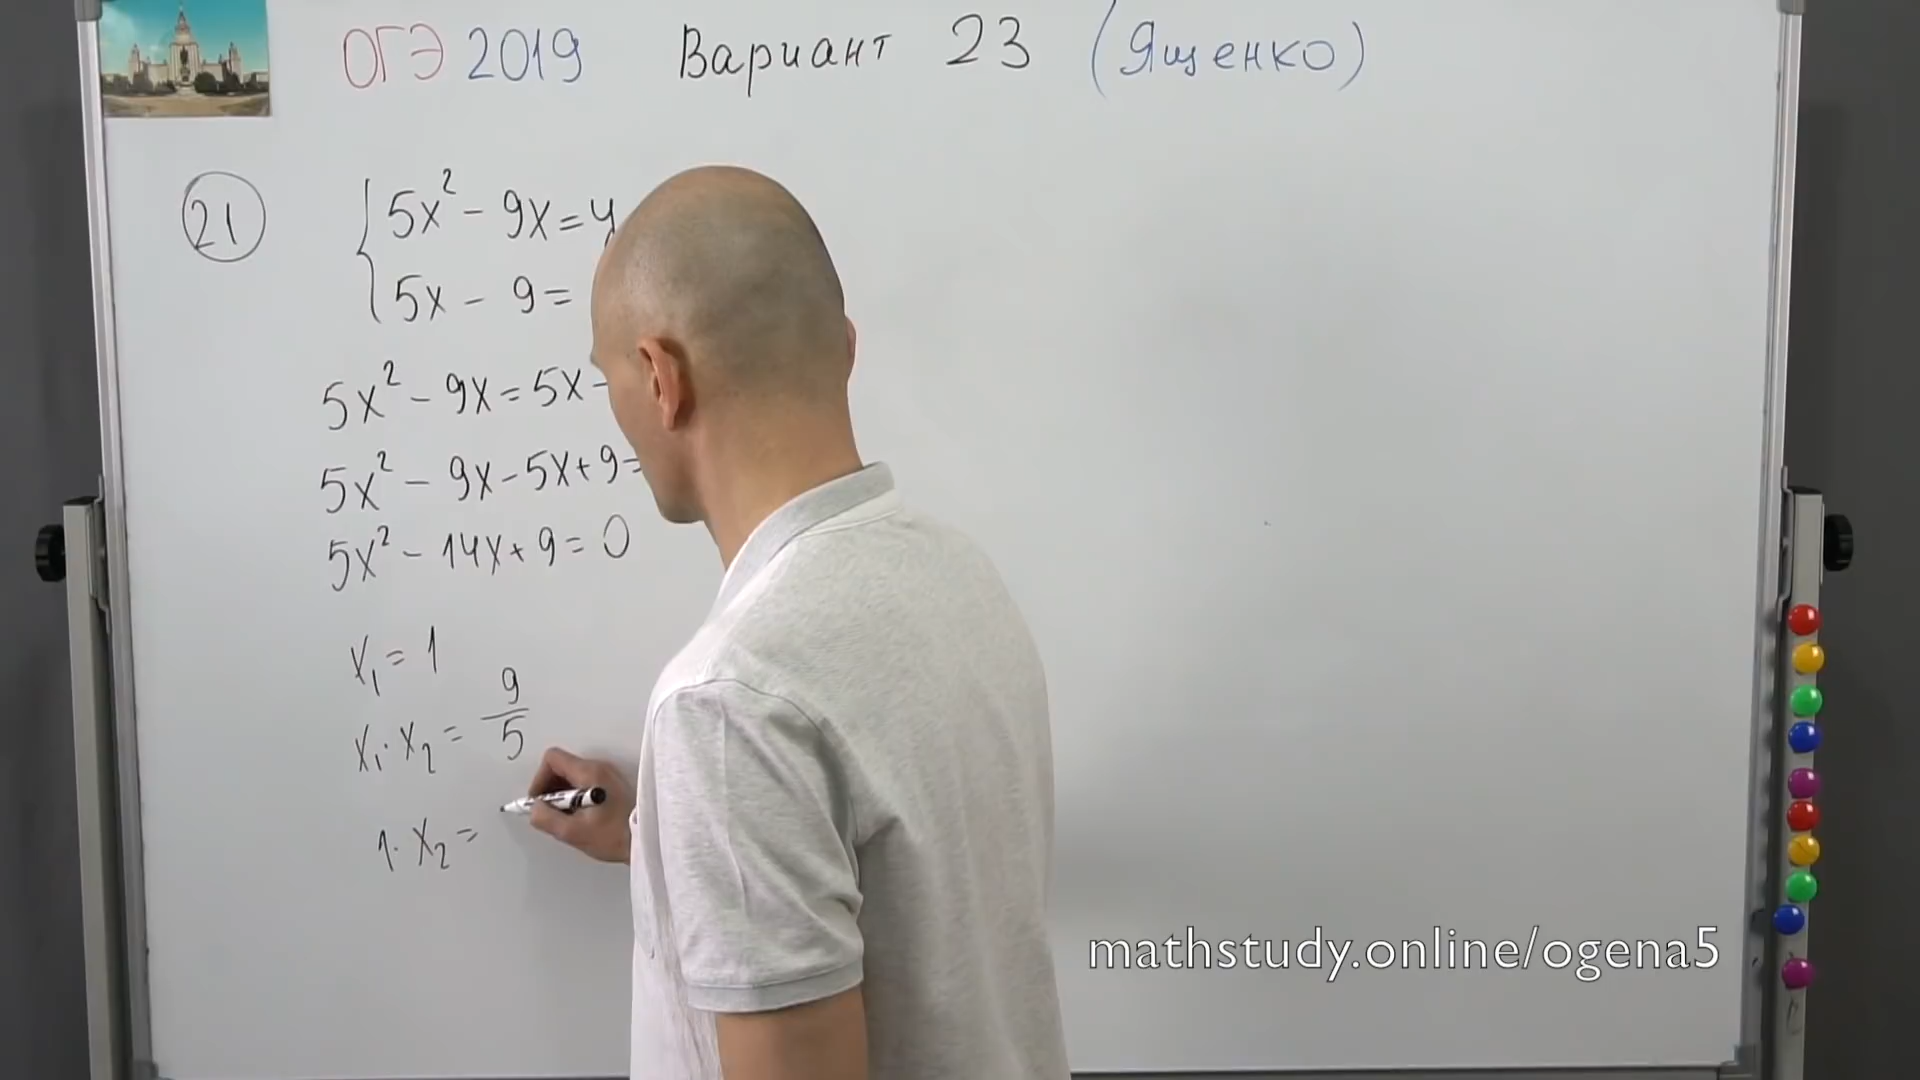 ОГЭ 2019 Вариант 23 (Ященко)
21
5x² - 9x = y
5x - 9 =
5x² - 9x = 5x -
5x² - 9x - 5x + 9 =
5x² - 14x + 9 = 0
x₁ = 1
x₁ · x₂ = 9/5
1 · x₂ =
mathstudy.online/ogena5